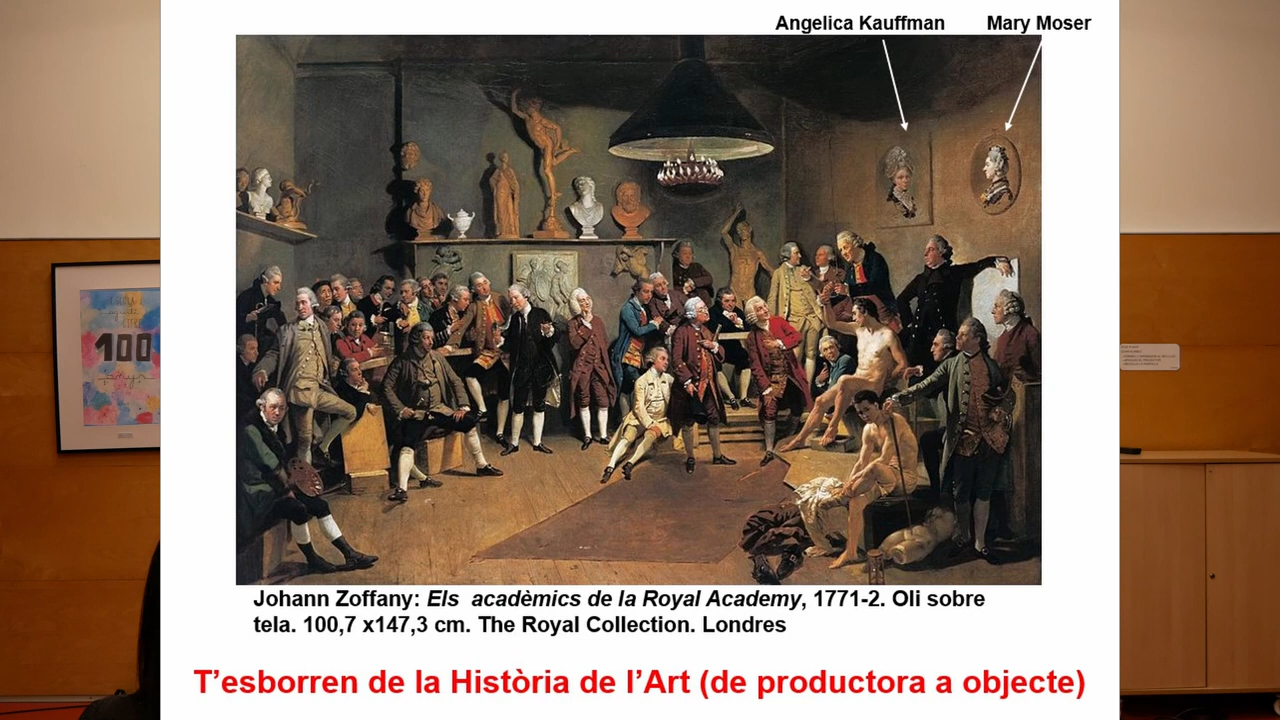 Angelica Kauffman Mary Moser
Johann Zoffany: Els acadèmics de la Royal Academy, 1771-2. Oli sobre
tela. 100,7 x147,3 cm. The Royal Collection. Londres
T’esborren de la Història de l’Art (de productora a objecte)
100
anys